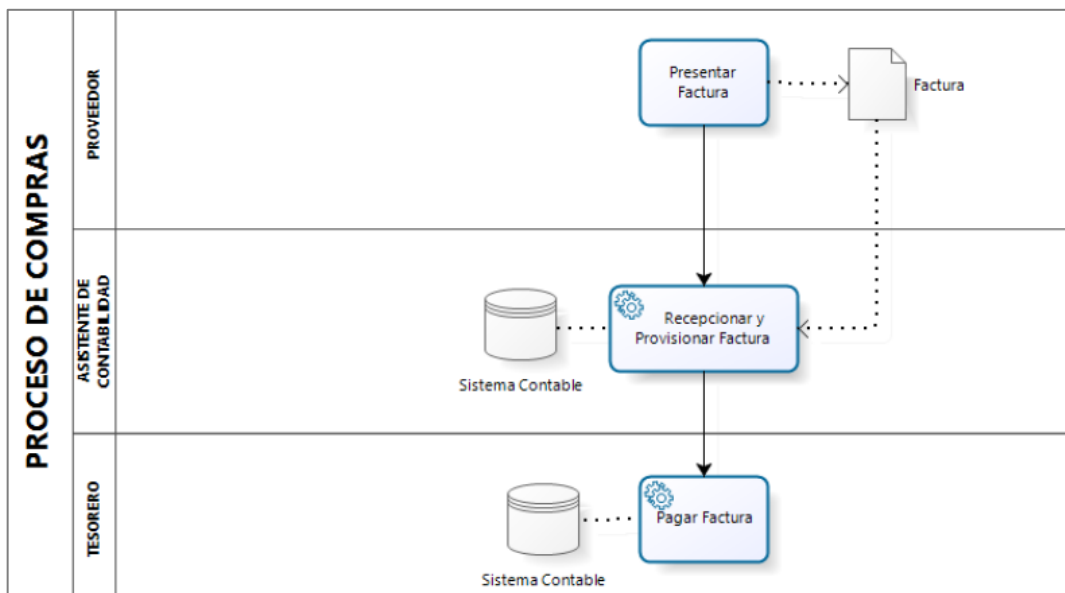 PROCESO DE COMPRAS
PROVEEDOR
Presentar
Factura
Factura
ASISTENTE DE
CONTABILIDAD
Recepcionar y
Provisionar Factura
Sistema Contable
TESORERO
Pagar Factura
Sistema Contable